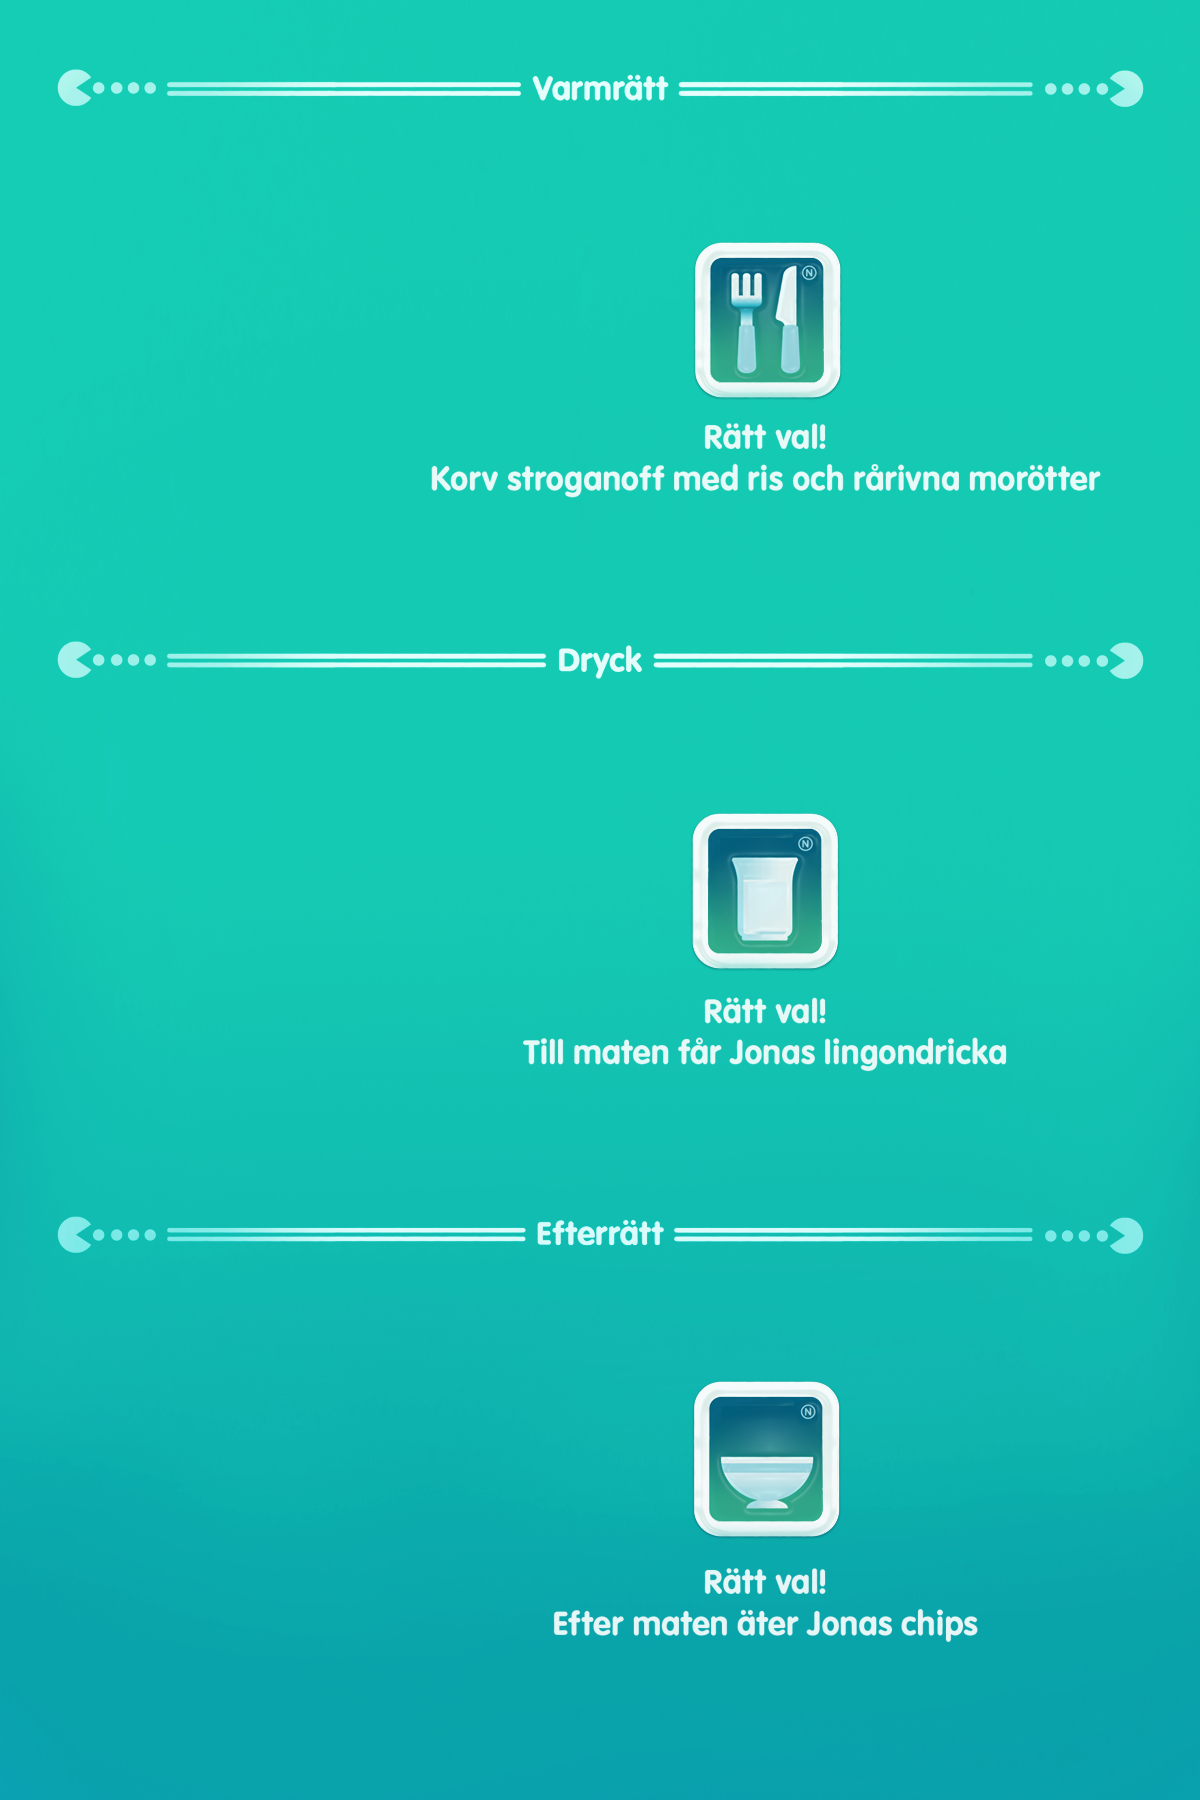 Varmrätt
N
Rätt val!
Korv stroganoff med ris och rårivna morötter
Dryck
N
Rätt val!
Till maten får Jonas lingondricka
Efterrätt
N
Rätt val!
Efter maten äter Jonas chips